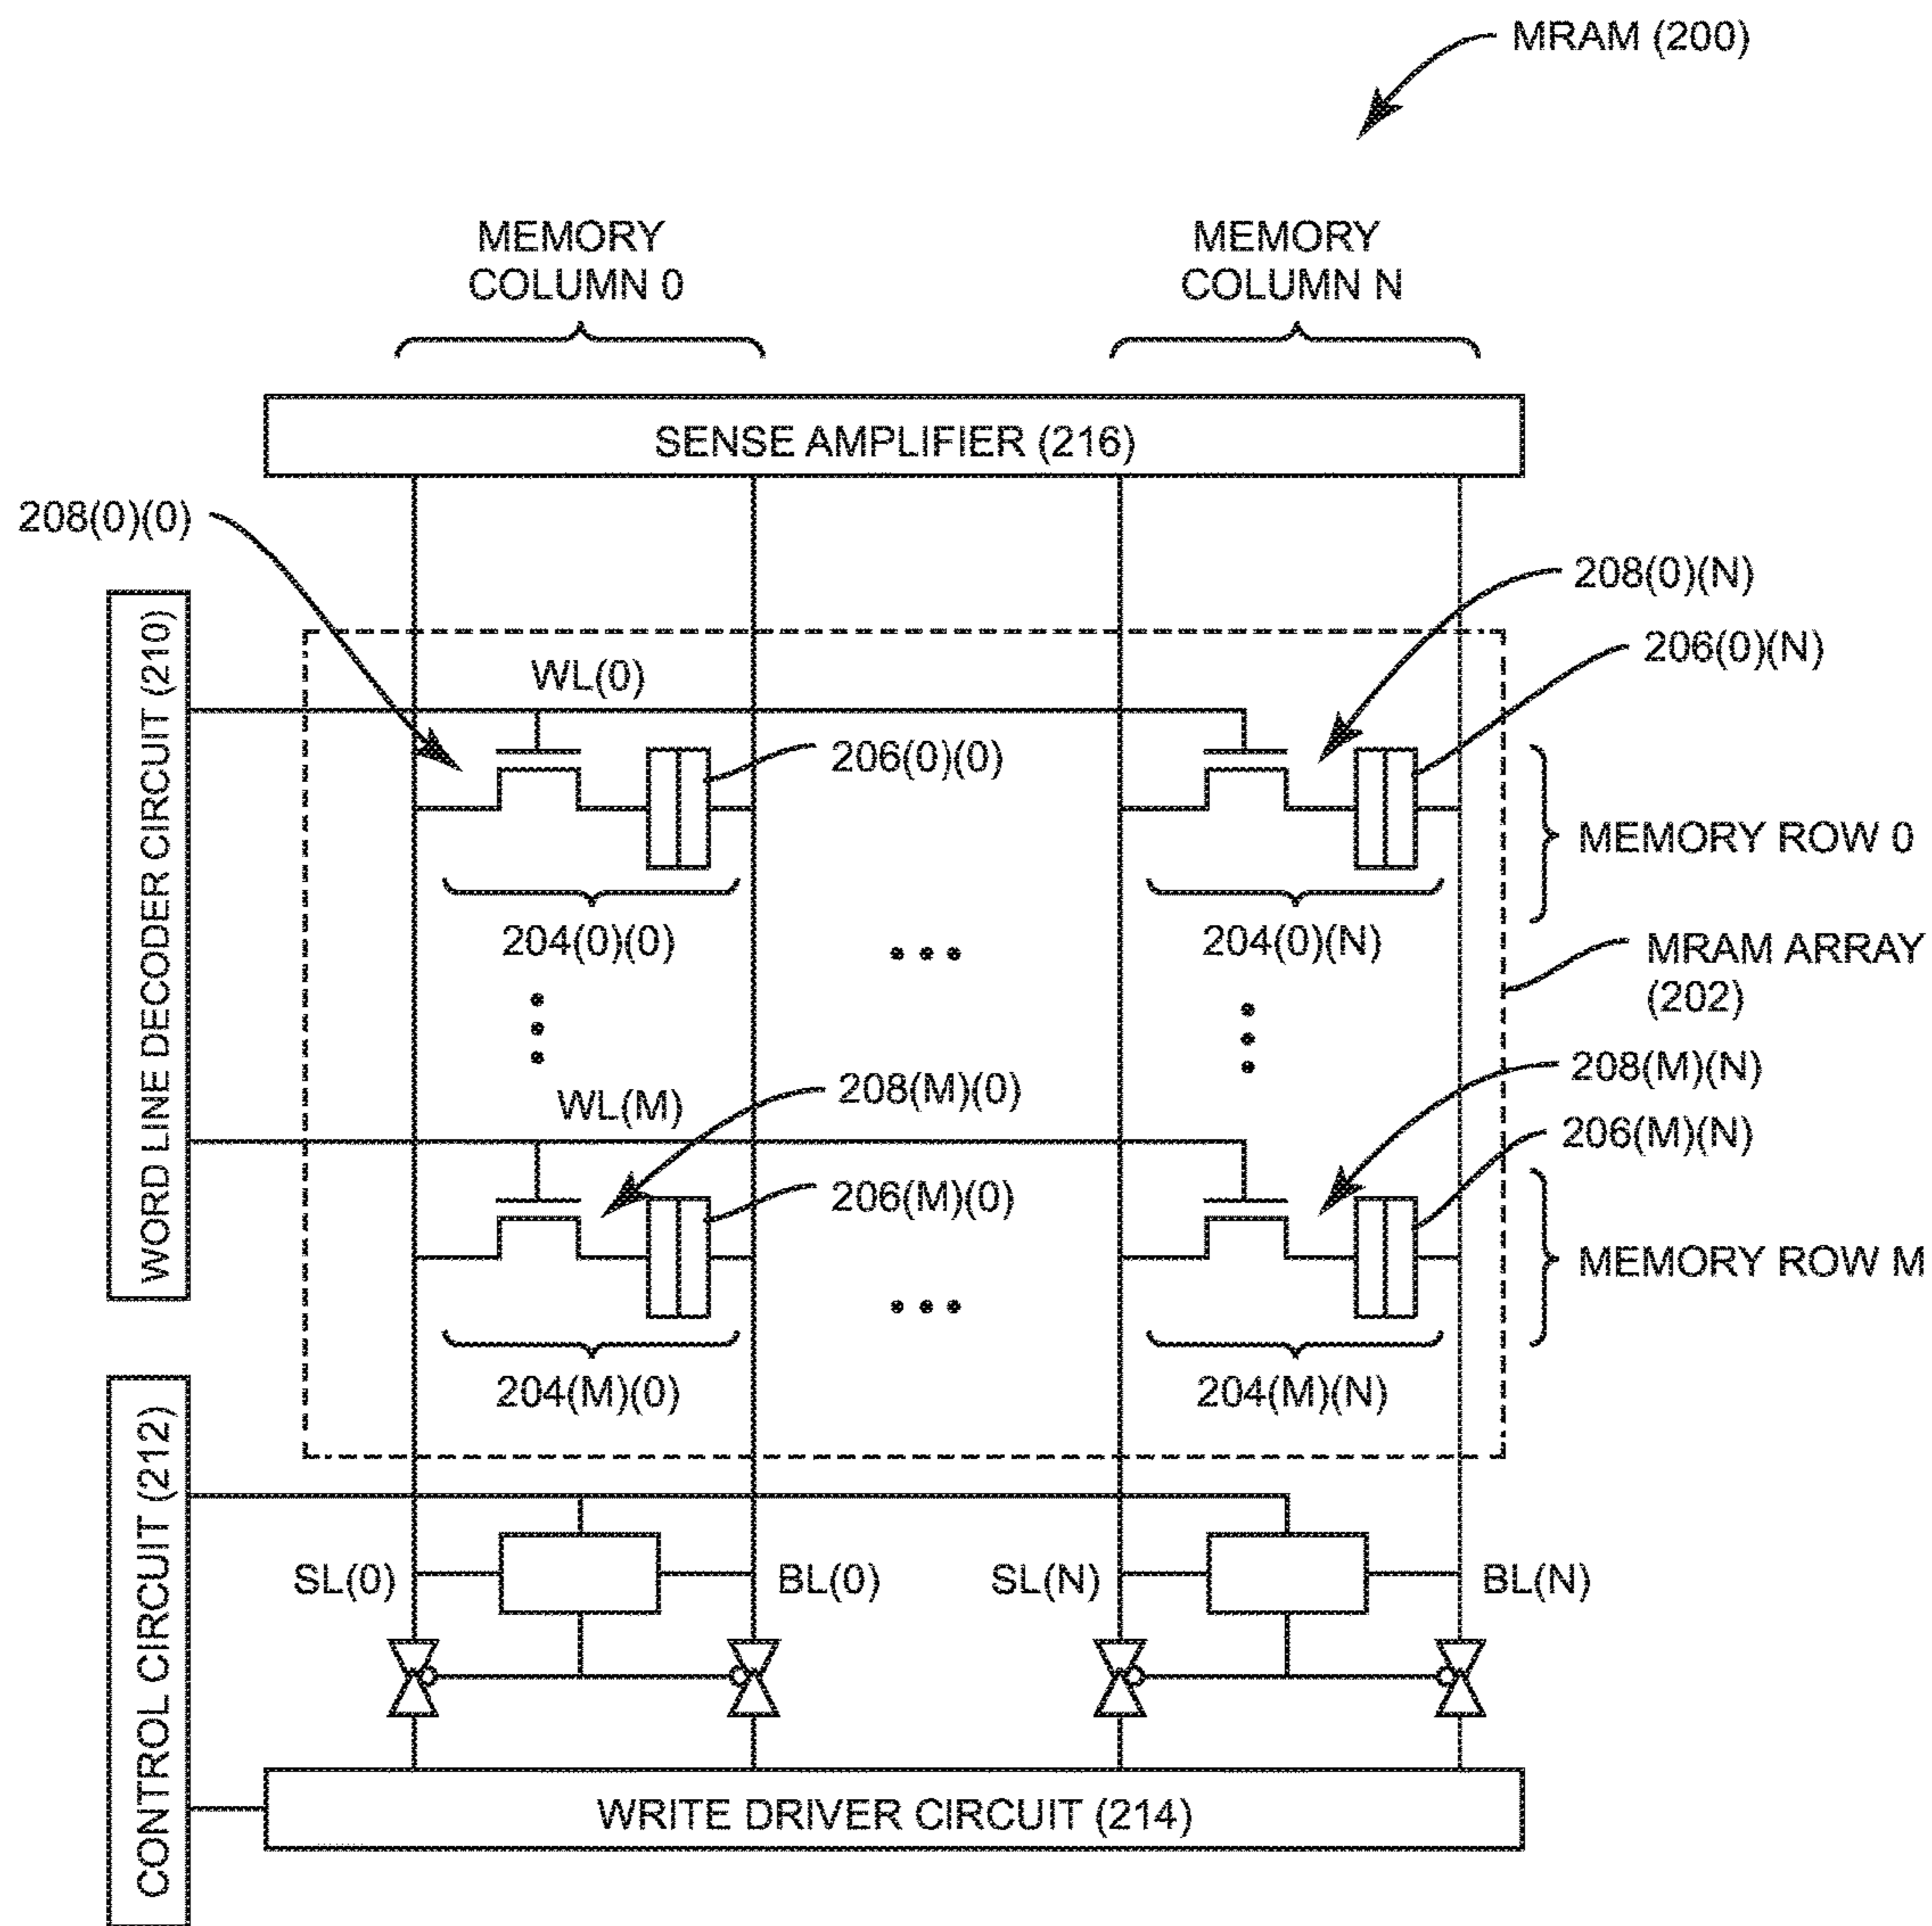 MRAM (200)
MEMORY
COLUMN 0
MEMORY
COLUMN N
SENSE AMPLIFIER (216)
208(0)(0)
208(0)(N)
WORD LINE DECODER CIRCUIT (210)
WL(0)
206(0)(N)
206(0)(0)
MEMORY ROW 0
204(0)(0)
204(0)(N)
MRAM ARRAY
(202)
WL(M)
208(M)(0)
208(M)(N)
206(M)(N)
206(M)(0)
MEMORY ROW M
204(M)(0)
204(M)(N)
CONTROL CIRCUIT (212)
SL(0)
BL(0)
SL(N)
BL(N)
WRITE DRIVER CIRCUIT (214)